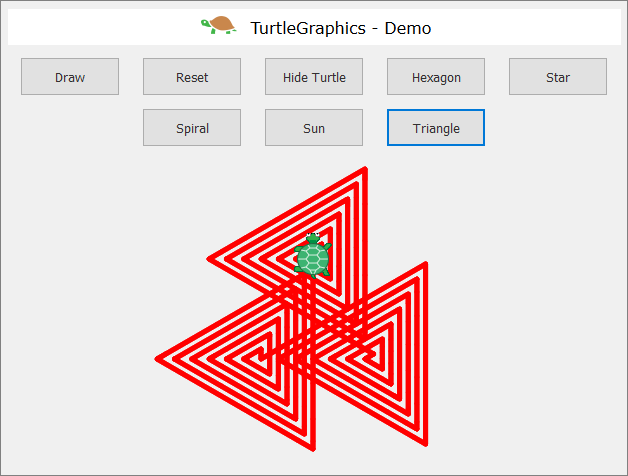 TurtleGraphics - Demo
Draw Reset Hide Turtle Hexagon Star
Spiral Sun Triangle